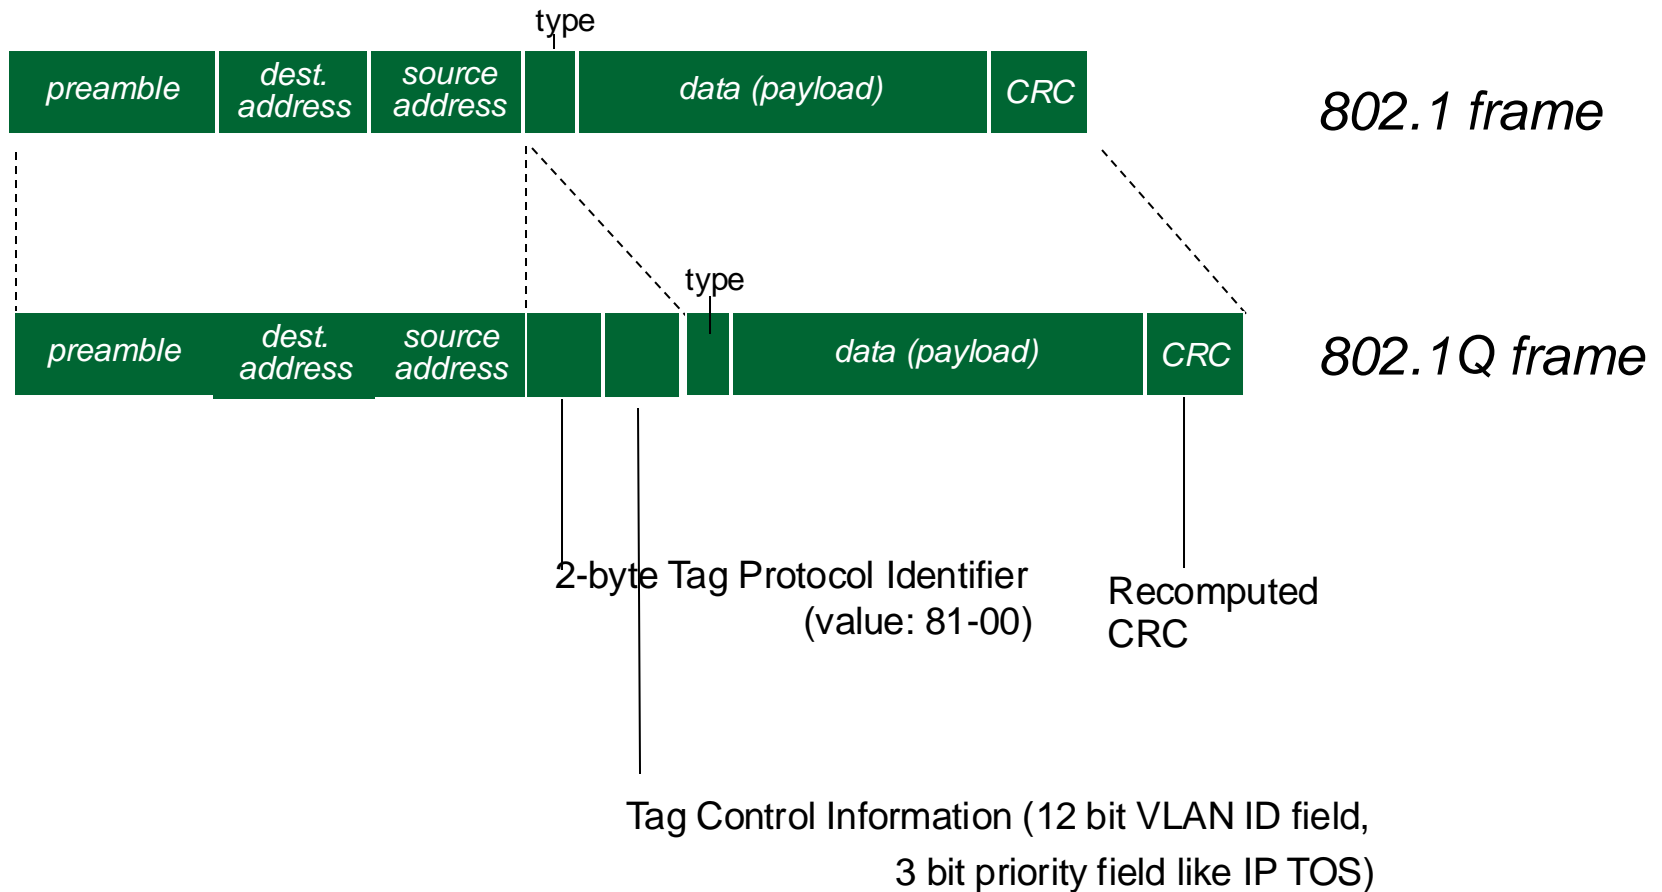 type
preamble
dest.
address
source
address
data (payload)
CRC
802.1 frame
type
preamble
dest.
address
source
address
data (payload)
CRC
802.1Q frame
2-byte Tag Protocol Identifier
(value: 81-00)
Recomputed
CRC
Tag Control Information (12 bit VLAN ID field,
3 bit priority field like IP TOS)